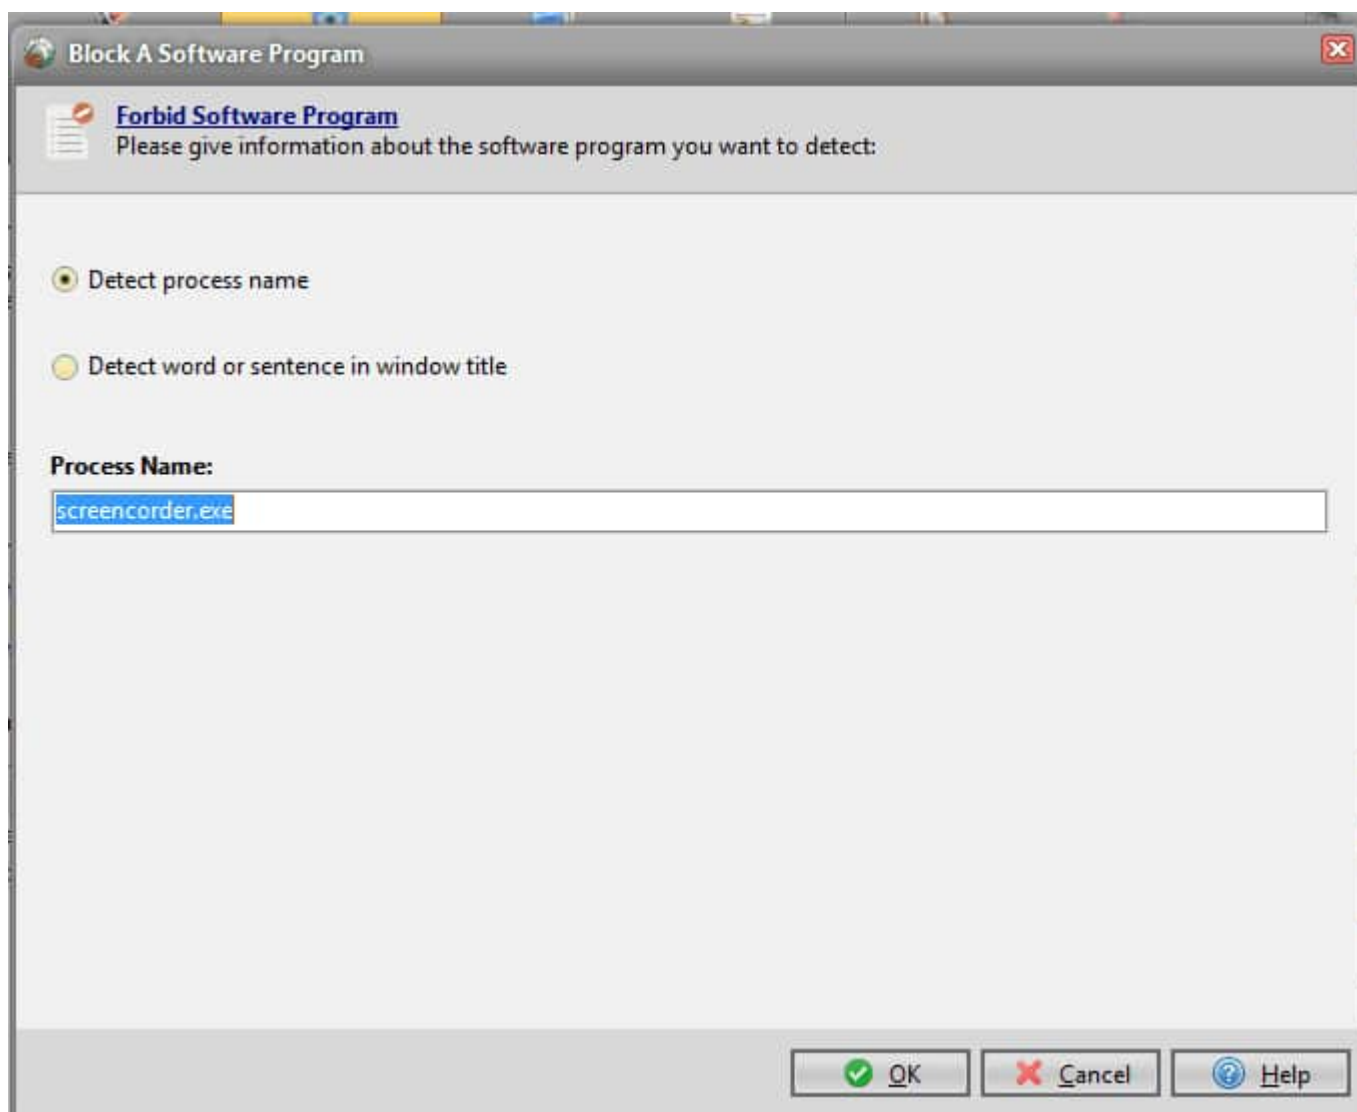 Block A Software Program
Forbid Software Program
Please give information about the software program you want to detect:
Detect process name
Detect word or sentence in window title
Process Name:
screencorder.exe
OK
Cancel
Help